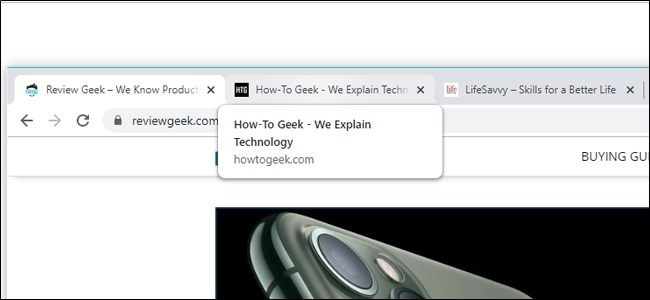 Review Geek – We Know Product
HTG How-To Geek - We Explain Techn
life LifeSavvy – Skills for a Better Life
reviewgeek.com
How-To Geek - We Explain
Technology
howtogeek.com
BUYING GUI